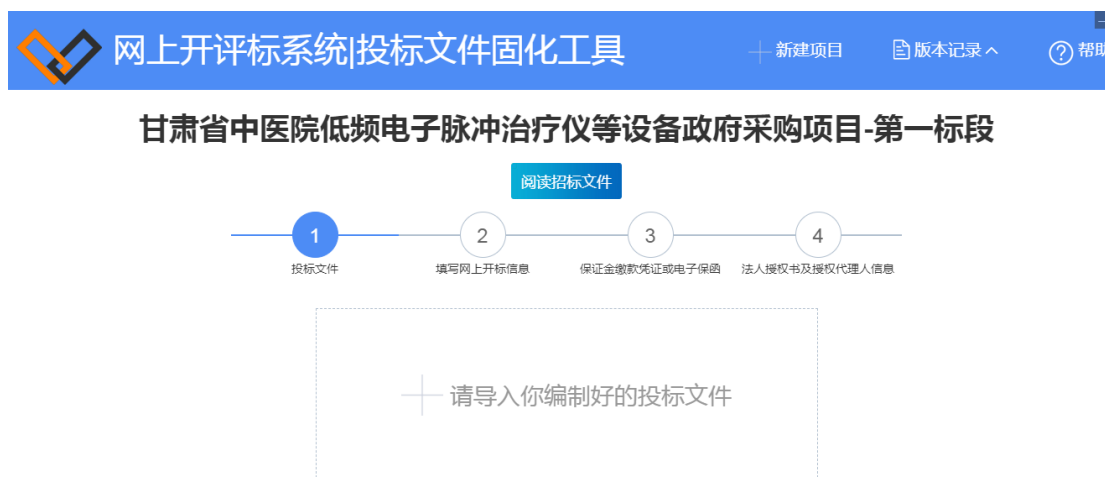 网上开评标系统|投标文件固化工具
新建项目
版本记录
帮助
甘肃省中医院低频电子脉冲治疗仪等设备政府采购项目-第一标段
阅读招标文件
1
2
3
4
投标文件
填写网上开标信息
保证金缴款凭证或电子保函
法人授权书及授权代理人信息
请导入你编制好的投标文件